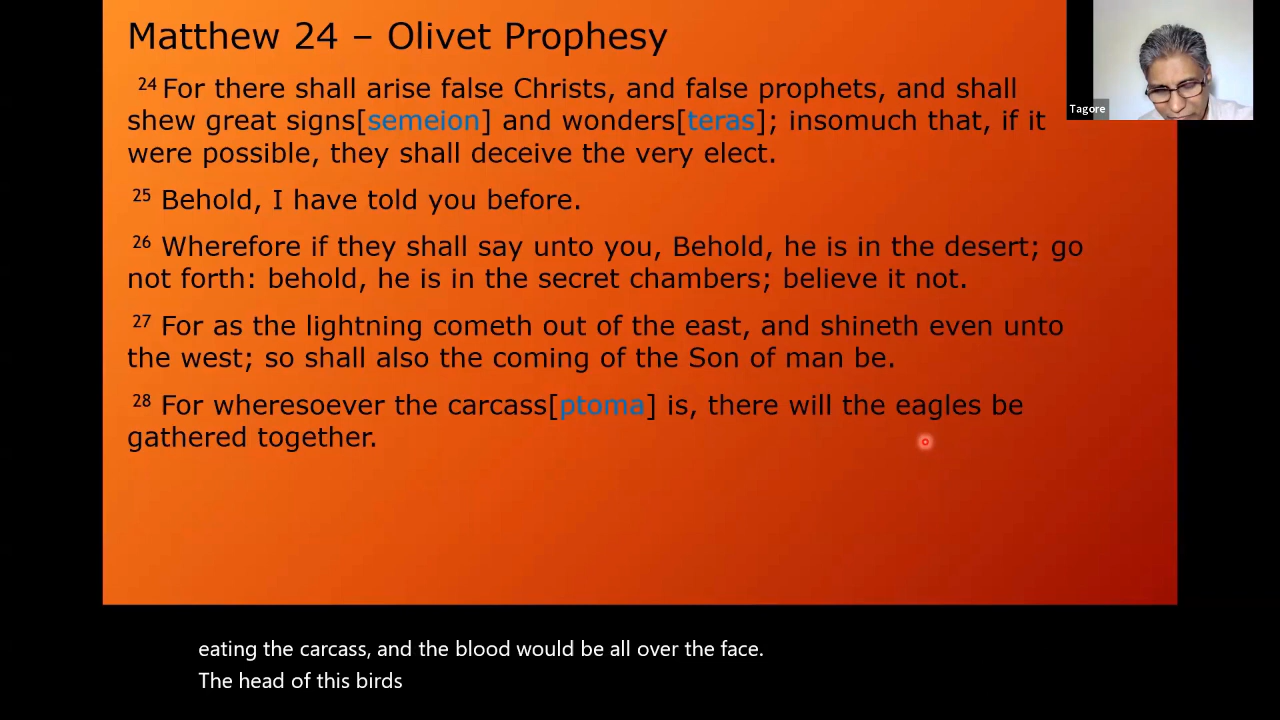 Matthew 24 – Olivet Prophesy
24 For there shall arise false Christs, and false prophets, and shall
shew great signs[semeion] and wonders[teras]; insomuch that, if it
were possible, they shall deceive the very elect.
25 Behold, I have told you before.
26 Wherefore if they shall say unto you, Behold, he is in the desert; go
not forth: behold, he is in the secret chambers; believe it not.
27 For as the lightning cometh out of the east, and shineth even unto
the west; so shall also the coming of the Son of man be.
28 For wheresoever the carcass[ptoma] is, there will the eagles be
gathered together.
Tagore
eating the carcass, and the blood would be all over the face.
The head of this birds